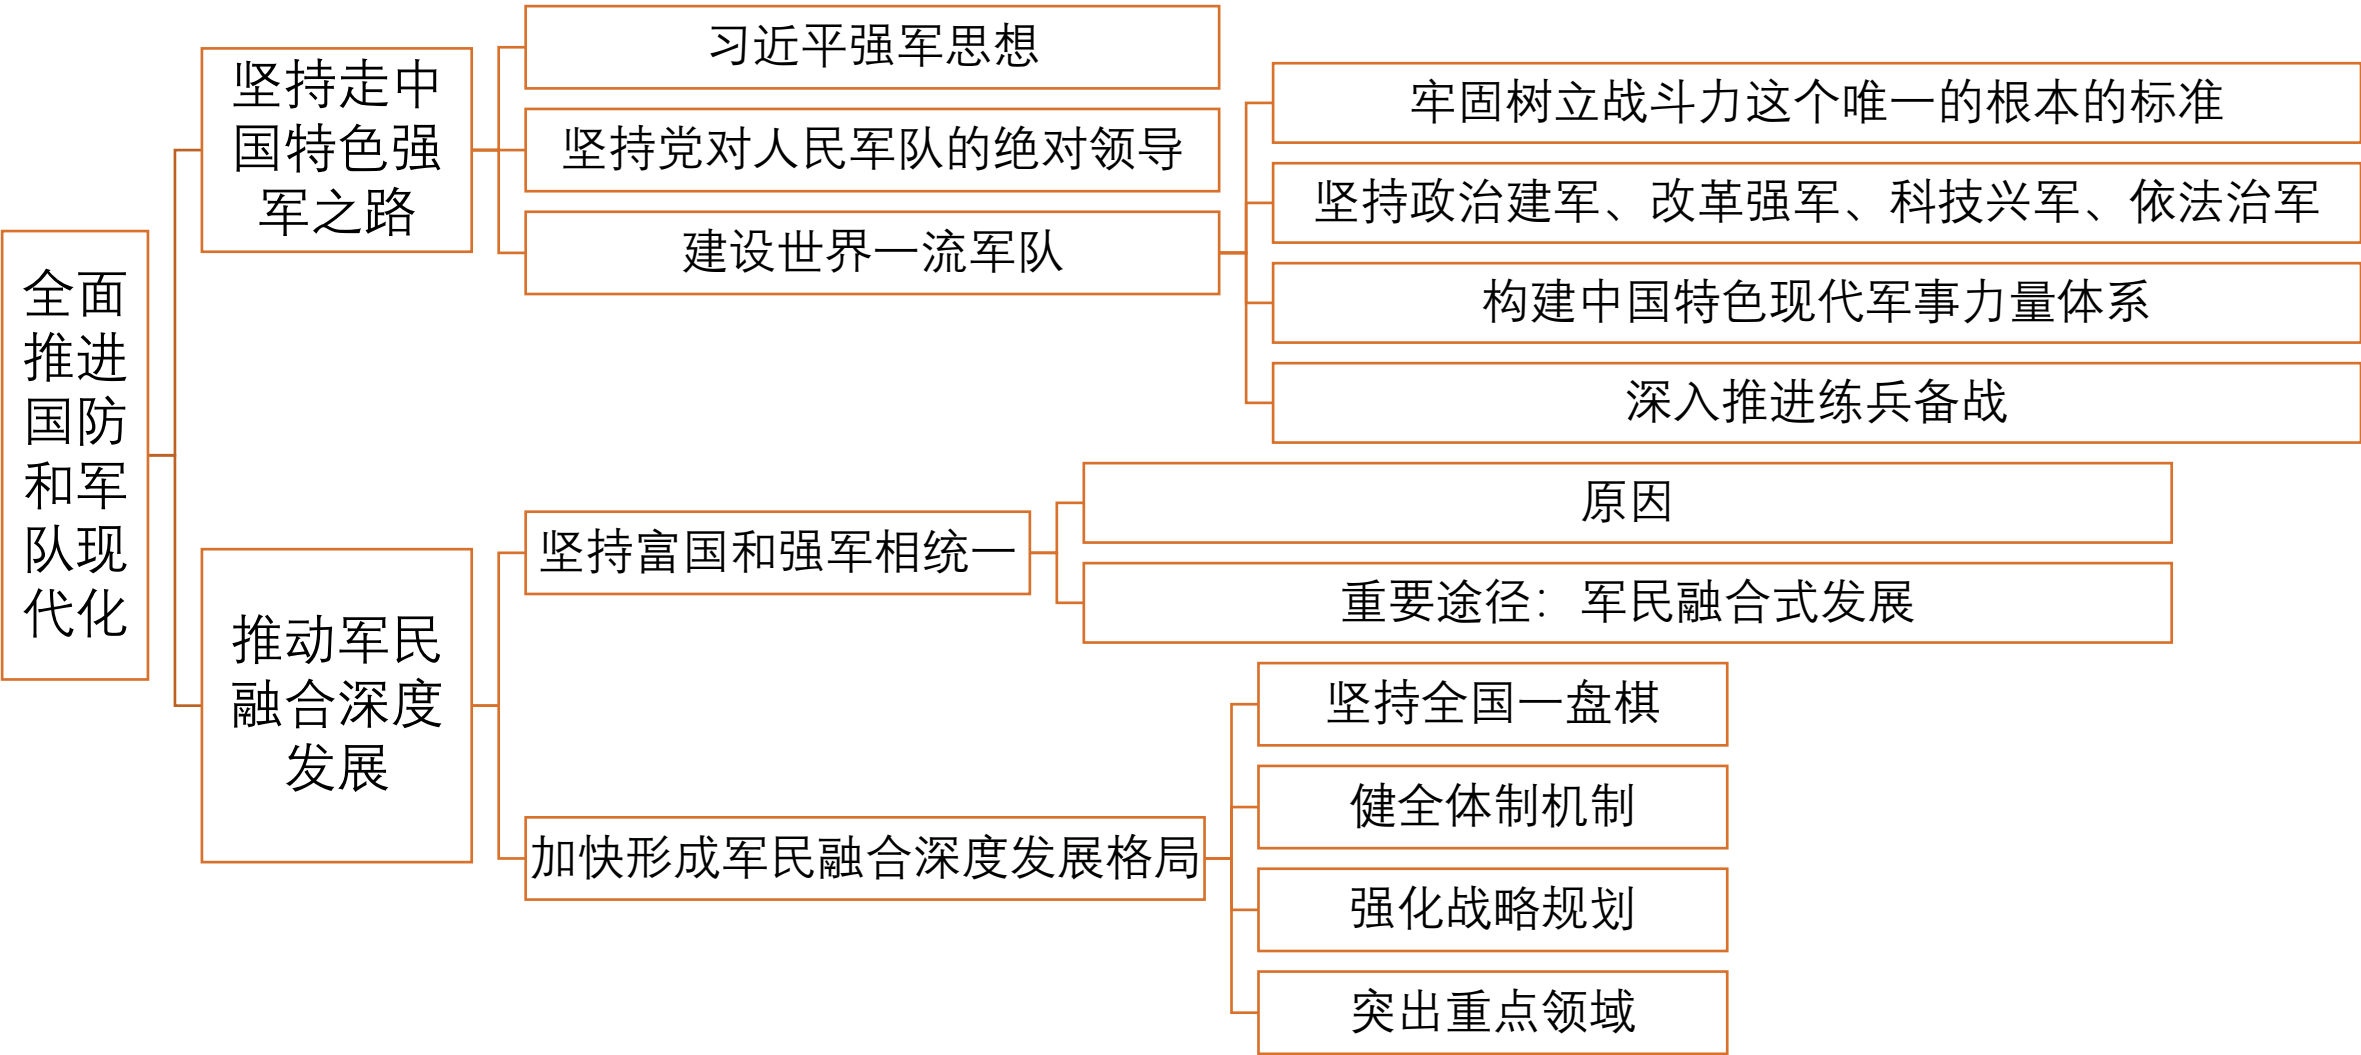 全面
推进
国防
和军
队现
代化
坚持走中
国特色强
军之路
习近平强军思想
坚持党对人民军队的绝对领导
建设世界一流军队
牢固树立战斗力这个唯一的根本的标准
坚持政治建军、改革强军、科技兴军、依法治军
构建中国特色现代军事力量体系
深入推进练兵备战
推动军民
融合深度
发展
坚持富国和强军相统一
原因
重要途径：军民融合式发展
加快形成军民融合深度发展格局
坚持全国一盘棋
健全体制机制
强化战略规划
突出重点领域